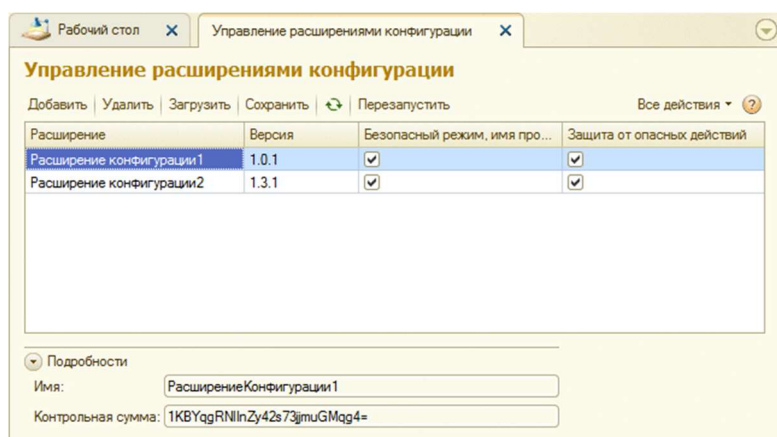 Рабочий стол Управление расширениями конфигурации
Управление расширениями конфигурации
Добавить Удалить Загрузить Сохранить Перезапустить Все действия
Расширение Версия Безопасный режим, имя про... Защита от опасных действий
Расширение конфигурации1 1.0.1
Расширение конфигурации2 1.3.1
Подробности
Имя: РасширениеКонфигурации1
Контрольная сумма: 1KBYqgRNIlnZy42s73jjmuGMqg4=